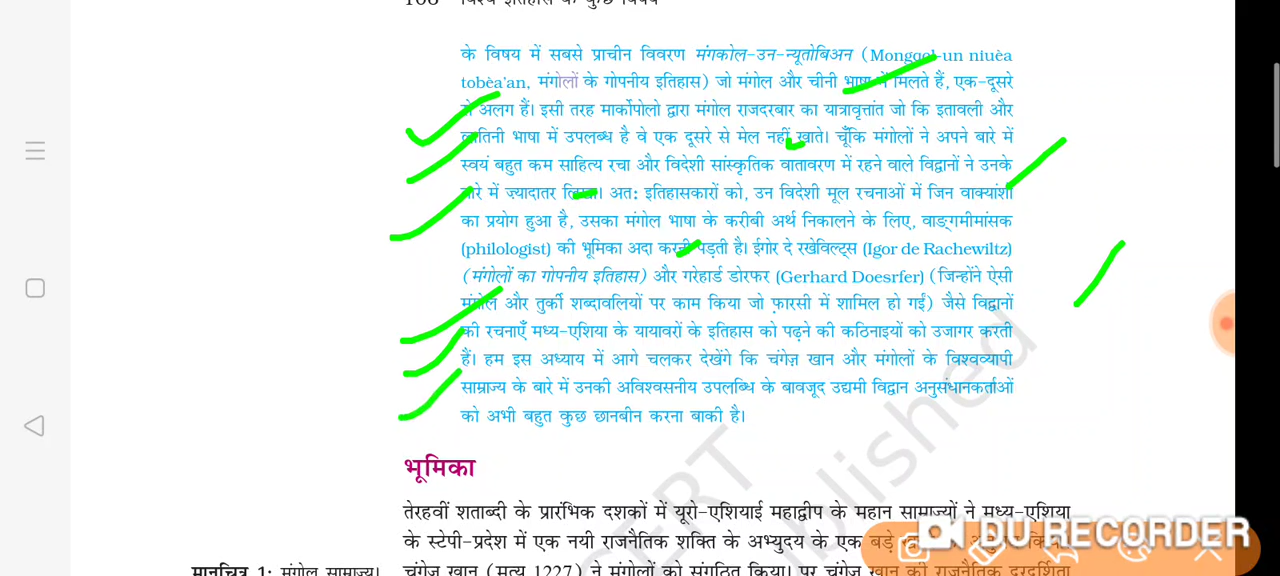 विश्व इतिहास के कुछ विषय
के विषय में सबसे प्राचीन विवरण मंगकोल-उन-न्यूतोबिअन (Mongqol-un niuèa
tobèa'an, मंगोलों के गोपनीय इतिहास) जो मंगोल और चीनी भाषा में मिलते हैं, एक-दूसरे
से अलग हैं। इसी तरह मार्कोपोलो द्वारा मंगोल राजदरबार का यात्रावृत्तांत जो कि इतावली और
लातिनी भाषा में उपलब्ध है वे एक दूसरे से मेल नहीं खाते। चूँकि मंगोलों ने अपने बारे में
स्वयं बहुत कम साहित्य रचा और विदेशी सांस्कृतिक वातावरण में रहने वाले विद्वानों ने उनके
बारे में ज़्यादातर लिखा। अतः इतिहासकारों को, उन विदेशी मूल रचनाओं में जिन वाक्यांशों
का प्रयोग हुआ है, उसका मंगोल भाषा के करीबी अर्थ निकालने के लिए, वाङ्गमीमांसक
(philologist) की भूमिका अदा करनी पड़ती है। ईगोर दे रखेविल्ट्स (Igor de Rachewiltz)
(मंगोलों का गोपनीय इतिहास) और गरेहार्ड डोरफर (Gerhard Doesrfer) (जिन्होंने ऐसी
मंगोल और तुर्की शब्दावलियों पर काम किया जो फ़ारसी में शामिल हो गई) जैसे विद्वानों
की रचनाएँ मध्य-एशिया के यायावरों के इतिहास को पढ़ने की कठिनाइयों को उजागर करती
हैं। हम इस अध्याय में आगे चलकर देखेंगे कि चंगेज़ खान और मंगोलों के विश्वव्यापी
साम्राज्य के बारे में उनकी अविश्वसनीय उपलब्धि के बावजूद उद्यमी विद्वान अनुसंधानकर्ताओं
को अभी बहुत कुछ छानबीन करना बाकी है।
भूमिका
तेरहवीं शताब्दी के प्रारंभिक दशकों में यूरो-एशियाई महाद्वीप के महान साम्राज्यों ने मध्य-एशिया
के स्टेपी-प्रदेश में एक नयी राजनैतिक शक्ति के अभ्युदय के एक बड़े
मानचित्र 1: मंगोल साम्राज्य।
चंगेज़ खान (मृत्यु 1227) ने मंगोलों को संगठित किया। पर चंगेज़ खान की राजनैतिक दूरदर्शिता
DU RECORDER
published